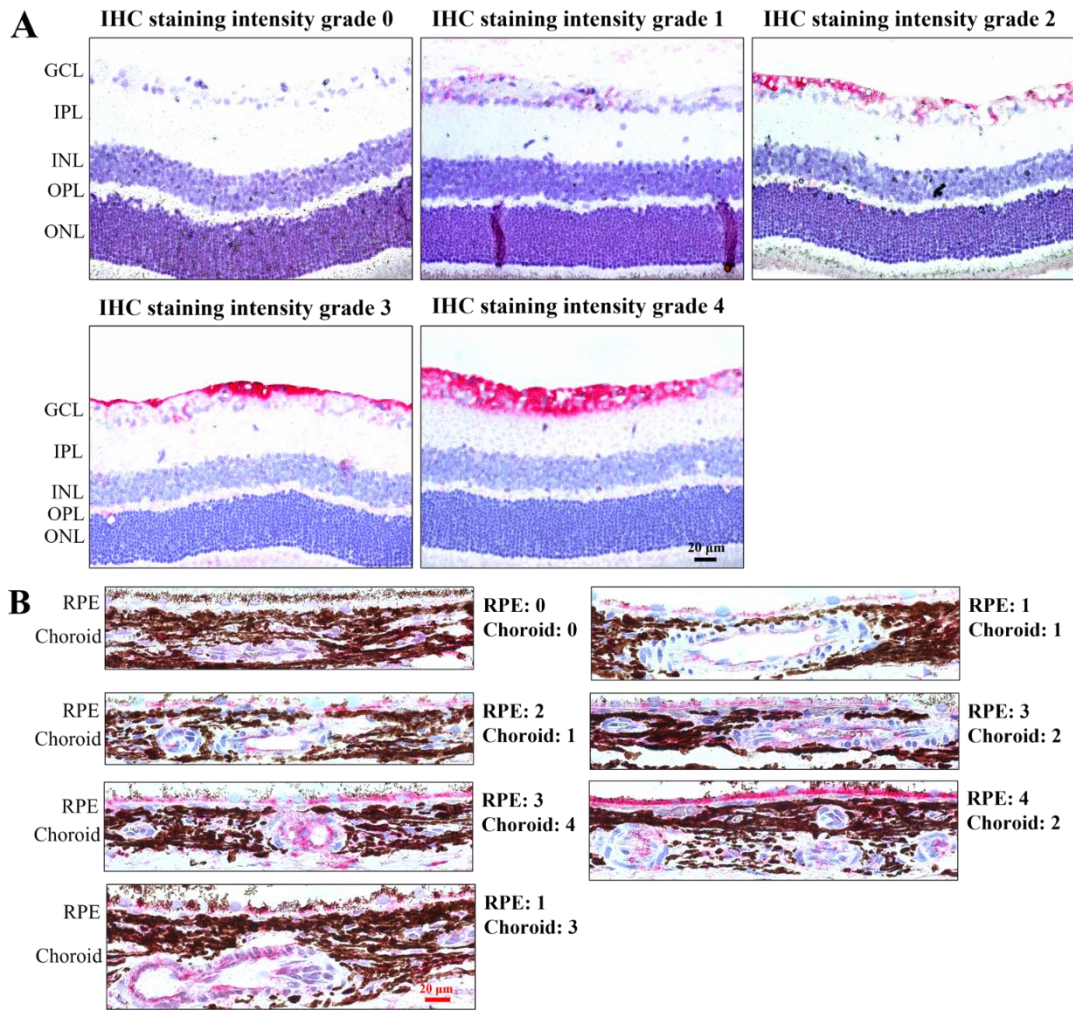 A
IHC staining intensity grade 0
IHC staining intensity grade 1
IHC staining intensity grade 2
GCL
IPL
INL
OPL
ONL
IHC staining intensity grade 3
IHC staining intensity grade 4
GCL
IPL
INL
OPL
ONL
20 µm
B
RPE
Choroid
RPE: 0
Choroid: 0
RPE: 1
Choroid: 1
RPE
Choroid
RPE: 2
Choroid: 1
RPE: 3
Choroid: 2
RPE
Choroid
RPE: 3
Choroid: 4
RPE: 4
Choroid: 2
RPE
Choroid
RPE: 1
Choroid: 3
20 µm